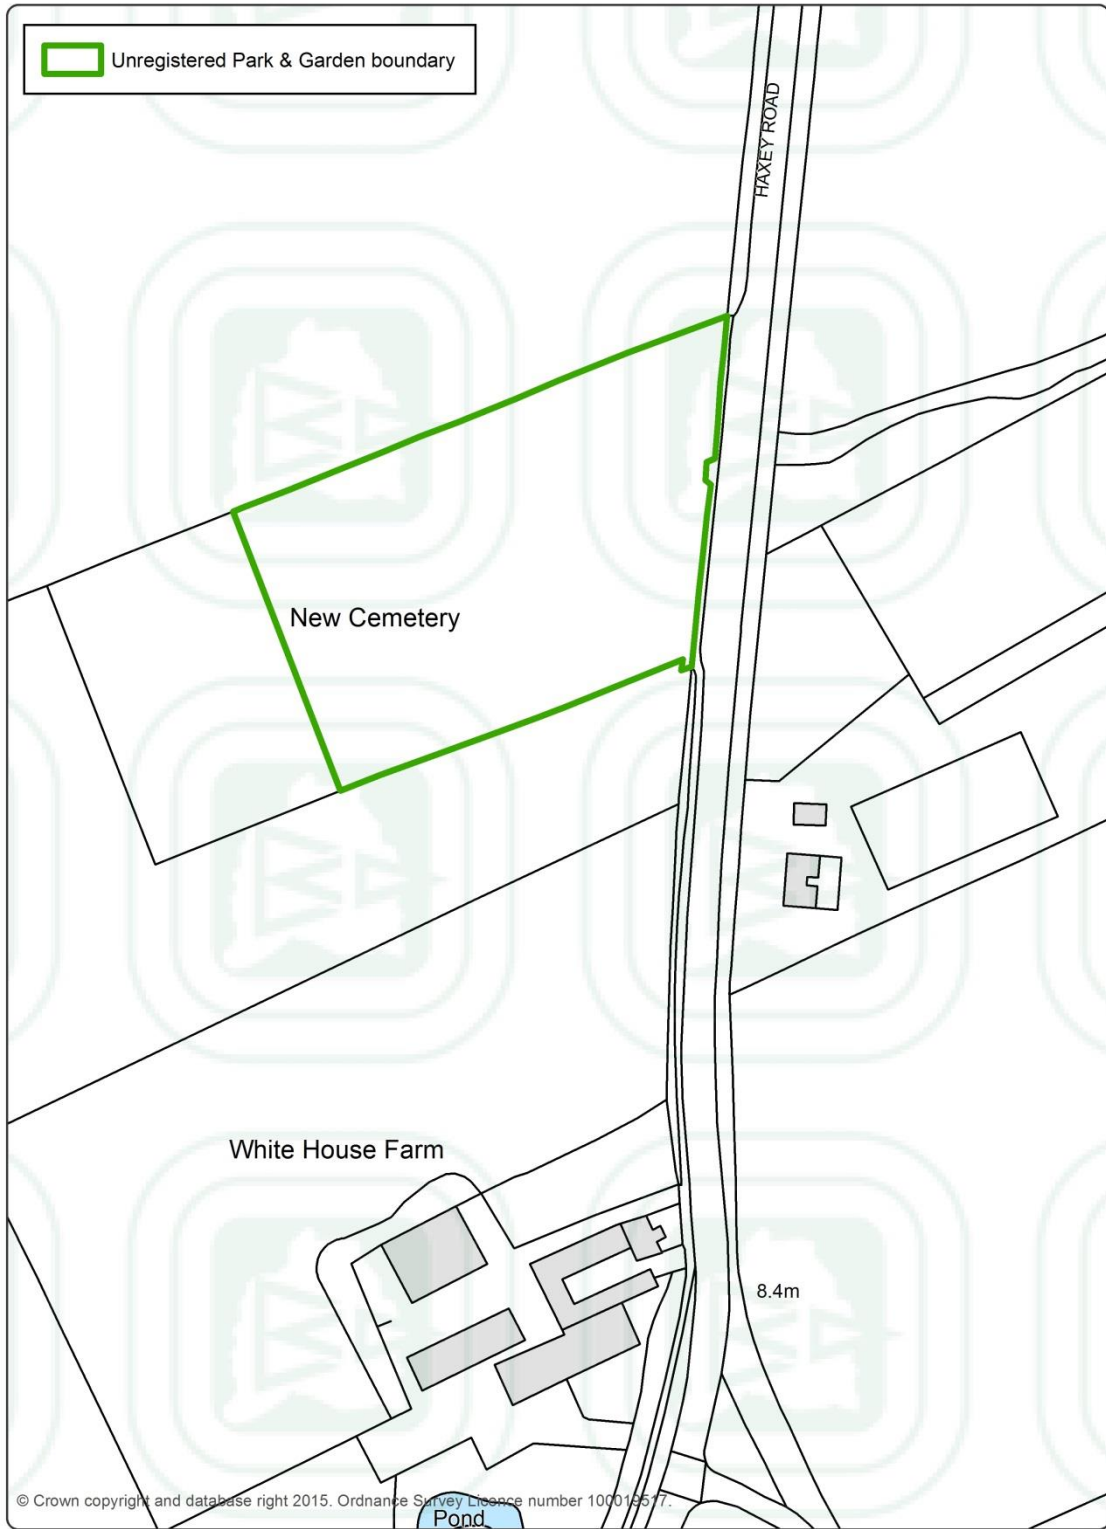 Unregistered Park & Garden boundary
HAXEY ROAD
New Cemetery
White House Farm
8.4m
© Crown copyright and database right 2015. Ordnance Survey Licence number 100019517.
Pond